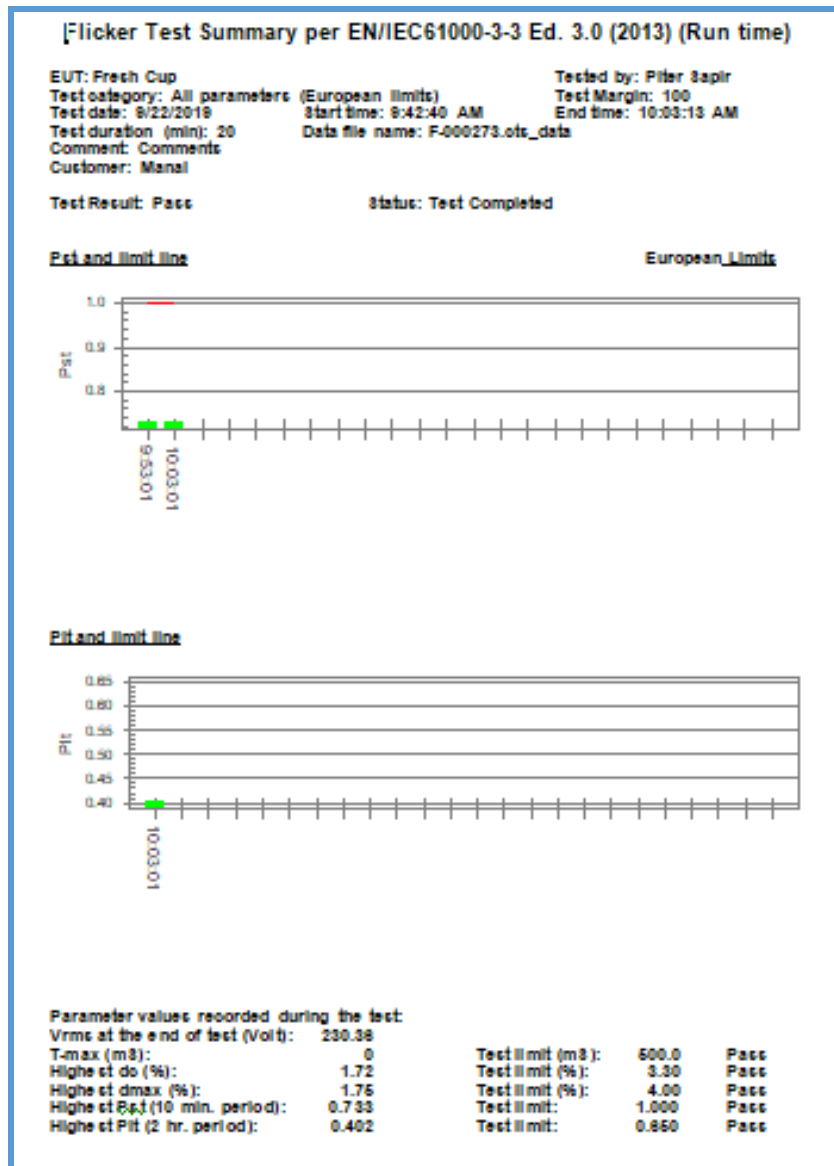 Flicker Test Summary per EN/IEC61000-3-3 Ed. 3.0 (2013) (Run time)
EUT: Fresh Cup Tested by: Piter Sapir
Test category: All parameters (European limits) Test Margin: 100
Test date: 9/22/2019 Start time: 9:42:40 AM End time: 10:03:13 AM
Test duration (min): 20 Data file name: F-000273.cts_data
Comment: Comments
Customer: Manal
Test Result: Pass Status: Test Completed
Pst and limit line European Limits
1.0
0.9
0.8
Pst
9:53:01
10:03:01
Plt and limit line
0.65
0.60
0.55
0.50
0.45
0.40
Plt
10:03:01
Parameter values recorded during the test:
Vrms at the end of test (Volt): 230.36
T-max (mS): 0 Test limit (mS): 500.0 Pass
Highest dc (%): 1.72 Test limit (%): 3.30 Pass
Highest dmax (%): 1.75 Test limit (%): 4.00 Pass
Highest Pst (10 min. period): 0.733 Test limit: 1.000 Pass
Highest Plt (2 hr. period): 0.402 Test limit: 0.650 Pass